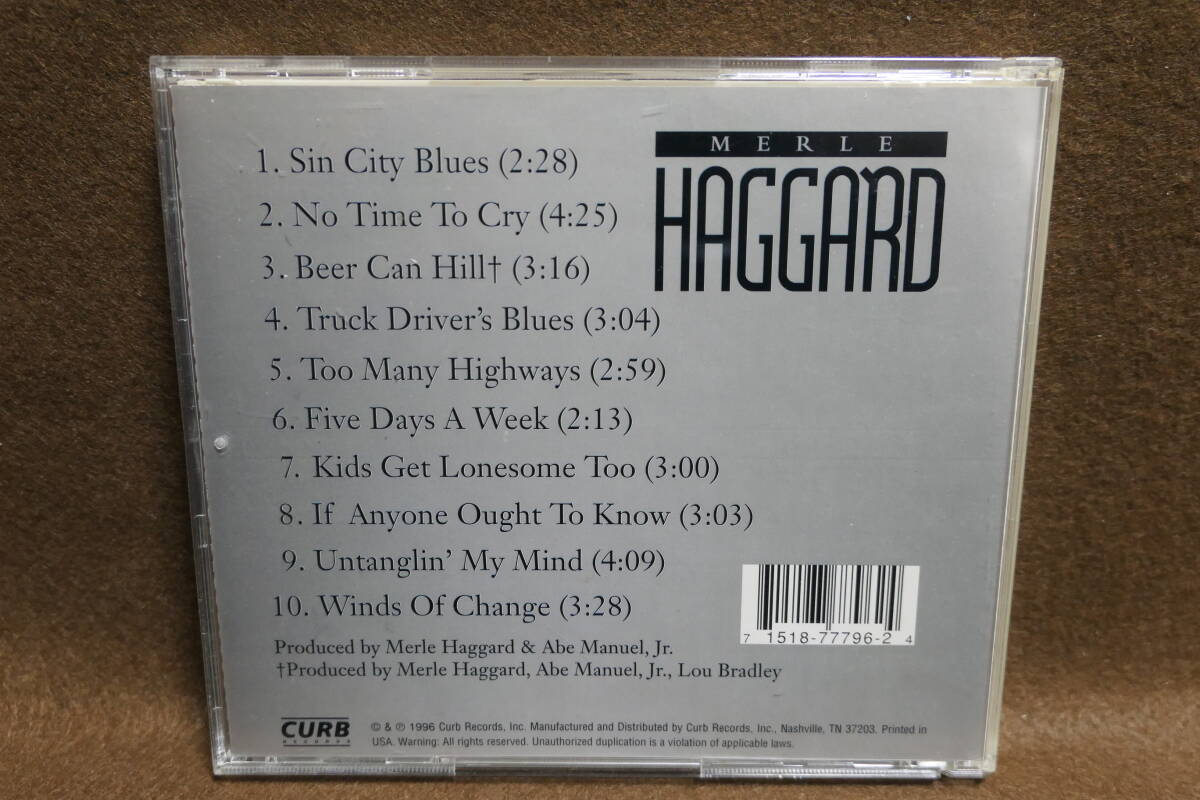 MERLE
HAGGARD
1. Sin City Blues (2:28)
2. No Time To Cry (4:25)
3. Beer Can Hill† (3:16)
4. Truck Driver's Blues (3:04)
5. Too Many Highways (2:59)
6. Five Days A Week (2:13)
7. Kids Get Lonesome Too (3:00)
8. If Anyone Ought To Know (3:03)
9. Untanglin' My Mind (4:09)
10. Winds Of Change (3:28)
Produced by Merle Haggard & Abe Manuel, Jr.
†Produced by Merle Haggard, Abe Manuel, Jr., Lou Bradley
7 1518-77796-2 4
CURB
RECORDS
© & ℗ 1996 Curb Records, Inc. Manufactured and Distributed by Curb Records, Inc., Nashville, TN 37203. Printed in
USA. Warning: All rights reserved. Unauthorized duplication is a violation of applicable laws.